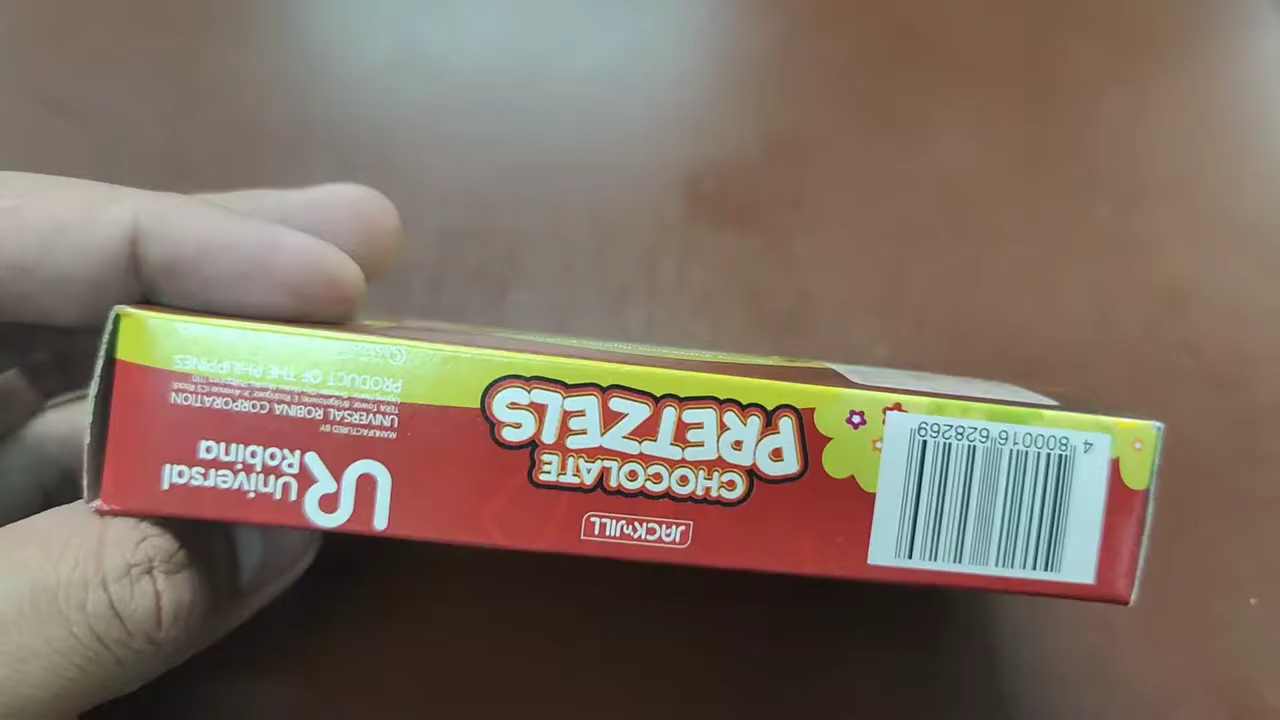 JACK 'n JILL
CHOCOLATE
PRETZELS
UR Universal
Robina
MANUFACTURED BY
UNIVERSAL ROBINA CORPORATION
PRODUCT OF THE PHILIPPINES
4 800016 628269